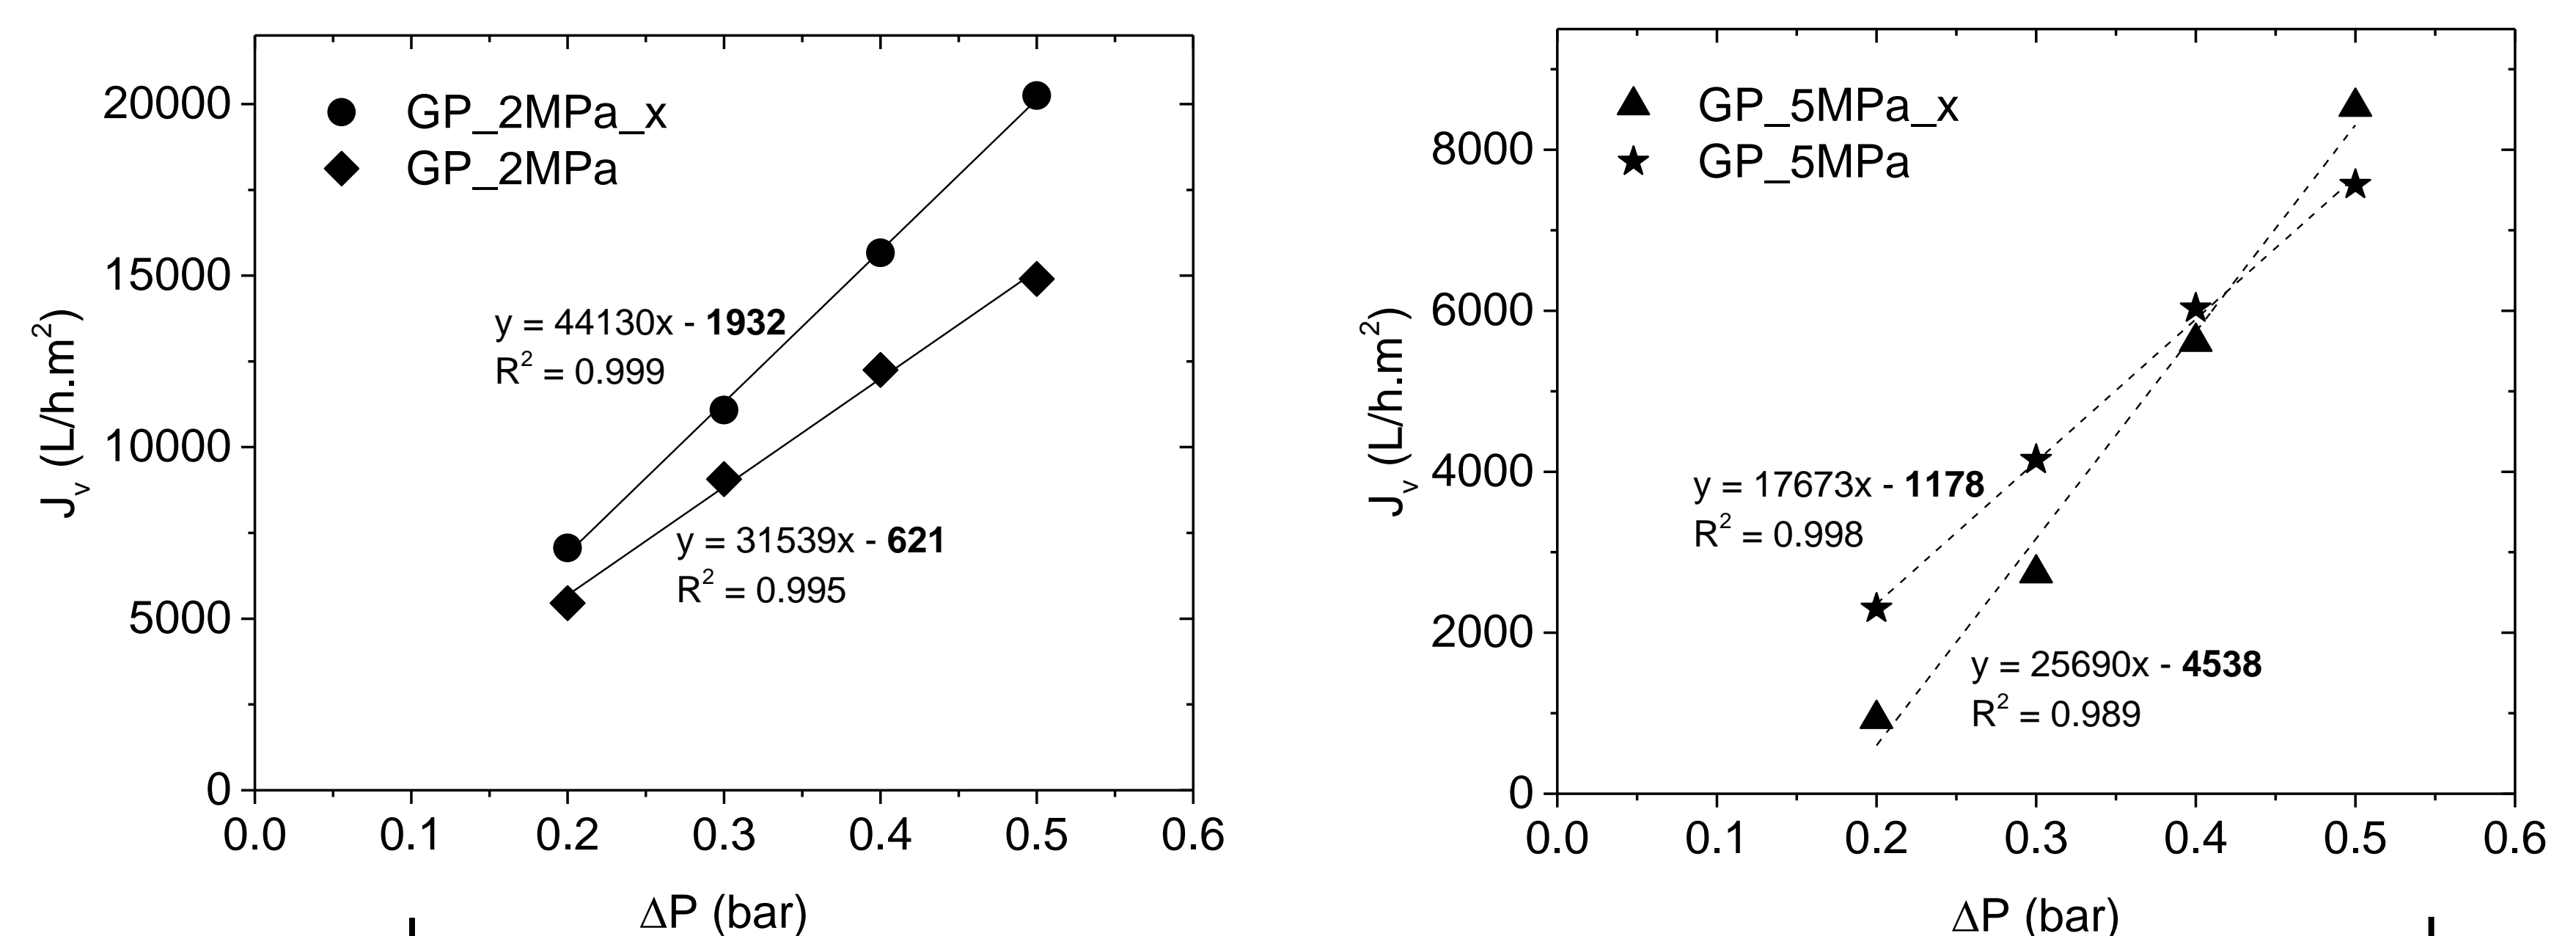 GP_2MPa_x
GP_2MPa
20000
15000
10000
5000
0
J_v (L/h.m²)
y = 44130x - 1932
R² = 0.999
y = 31539x - 621
R² = 0.995
0.0 0.1 0.2 0.3 0.4 0.5 0.6
ΔP (bar)
GP_5MPa_x
GP_5MPa
8000
6000
4000
2000
0
J_v (L/h.m²)
y = 17673x - 1178
R² = 0.998
y = 25690x - 4538
R² = 0.989
0.0 0.1 0.2 0.3 0.4 0.5 0.6
ΔP (bar)